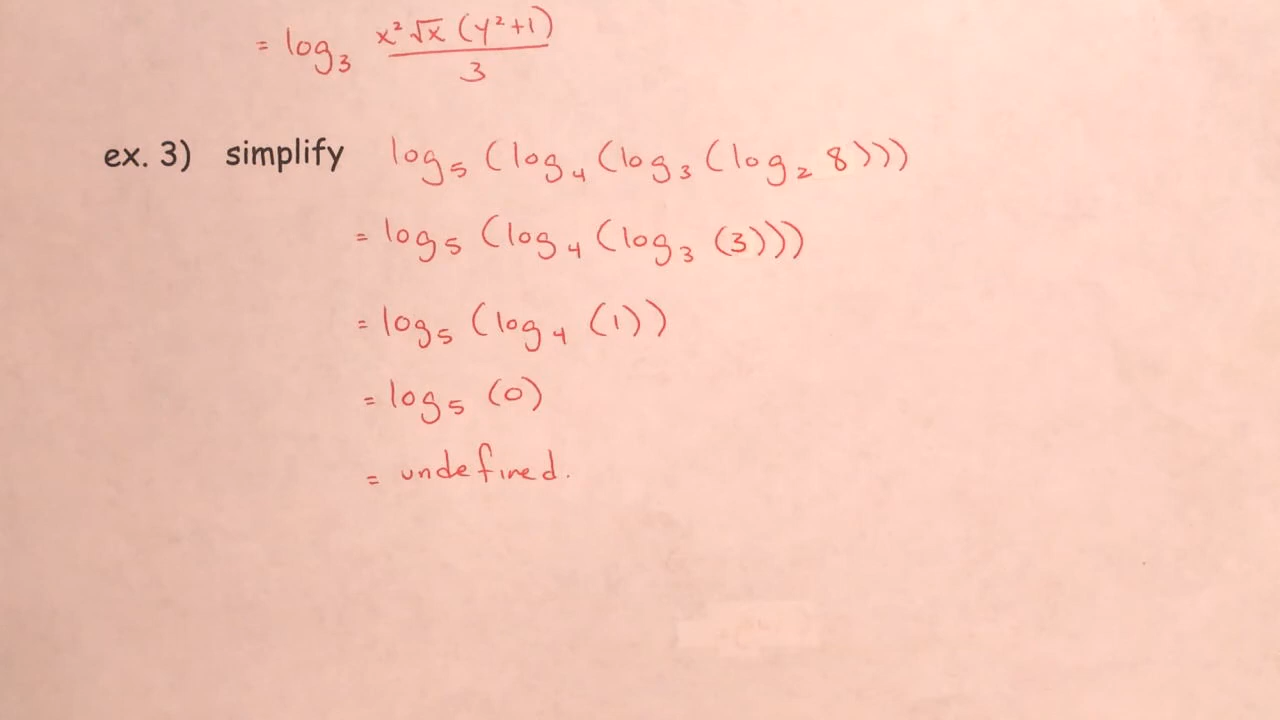 = log₃ x²√x (y²+1) / 3
ex. 3) simplify log₅ (log₄ (log₃ (log₂ 8)))
= log₅ (log₄ (log₃ (3)))
= log₅ (log₄ (1))
= log₅ (0)
= undefined.